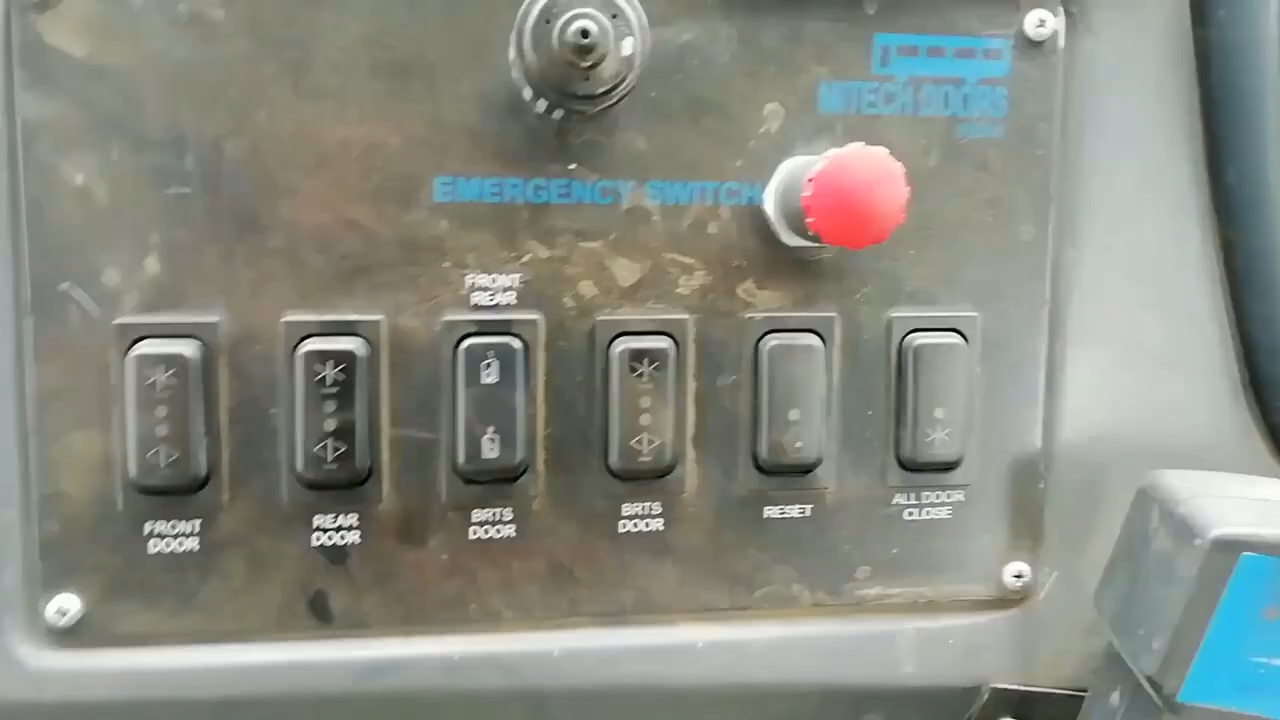 MITECH DOORS
EMERGENCY SWITCH
FRONT
REAR
FRONT
DOOR
REAR
DOOR
BRTS
DOOR
BRTS
DOOR
RESET
ALL DOOR
CLOSE